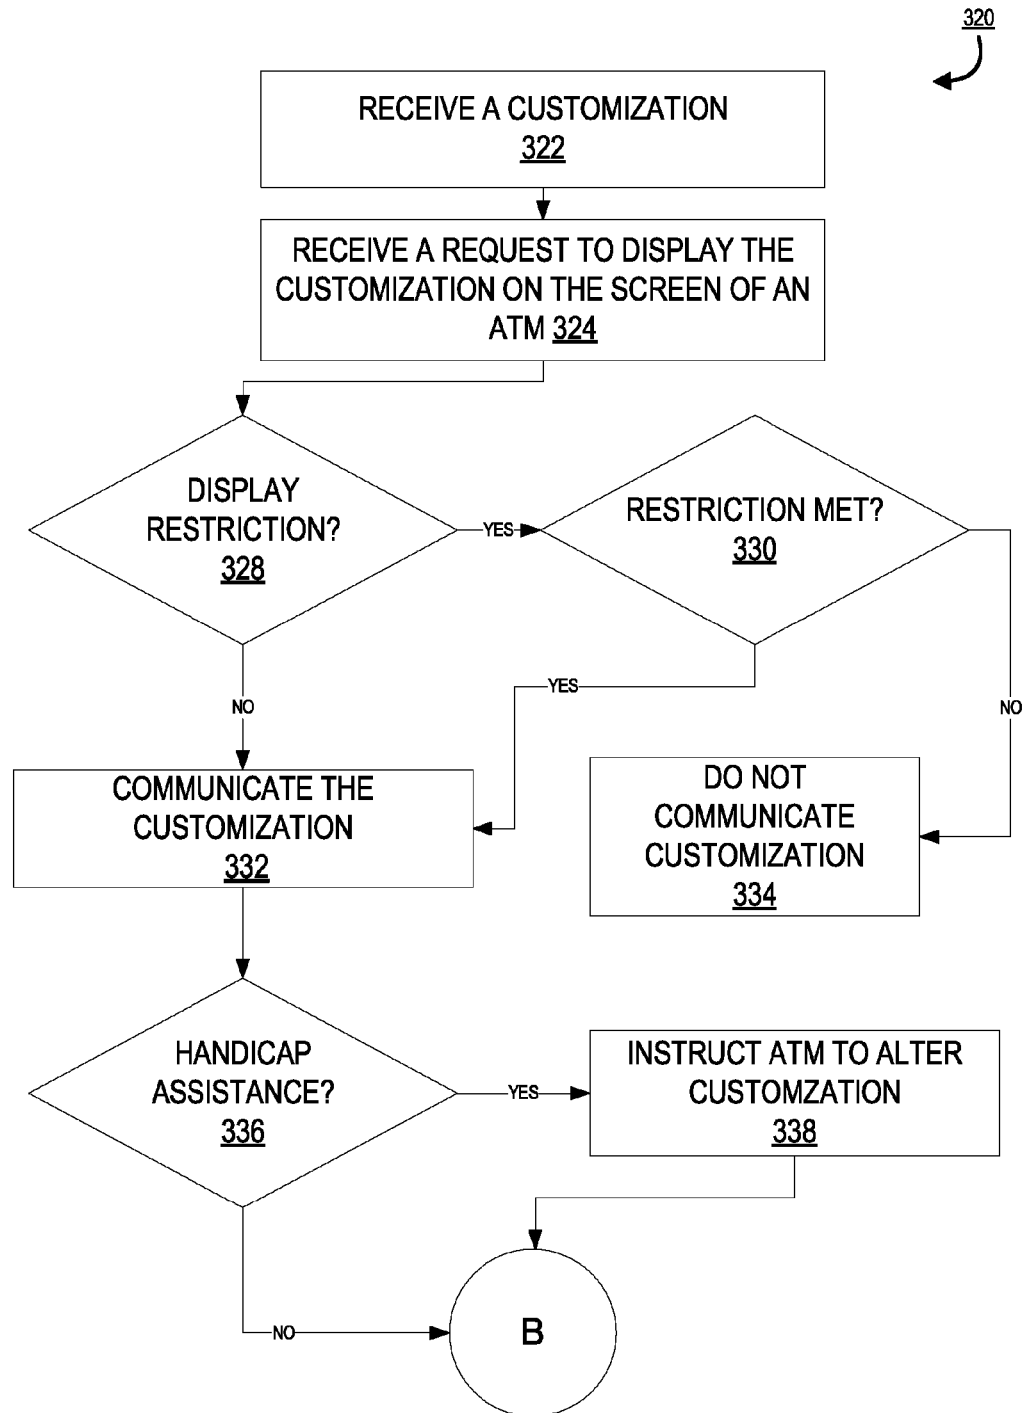 320
RECEIVE A CUSTOMIZATION
322
RECEIVE A REQUEST TO DISPLAY THE
CUSTOMIZATION ON THE SCREEN OF AN
ATM 324
DISPLAY
RESTRICTION?
328
YES
RESTRICTION MET?
330
NO
YES
NO
COMMUNICATE THE
CUSTOMIZATION
332
DO NOT
COMMUNICATE
CUSTOMIZATION
334
HANDICAP
ASSISTANCE?
336
YES
INSTRUCT ATM TO ALTER
CUSTOMZATION
338
NO
B